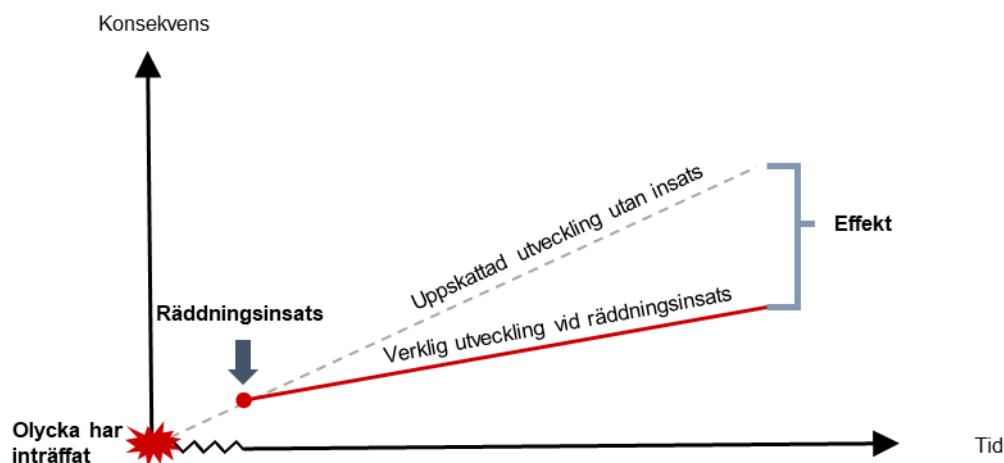 Konsekvens
Uppskattad utveckling utan insats
Effekt
Räddningsinsats
Verklig utveckling vid räddningsinsats
Olycka har
inträffat
Tid